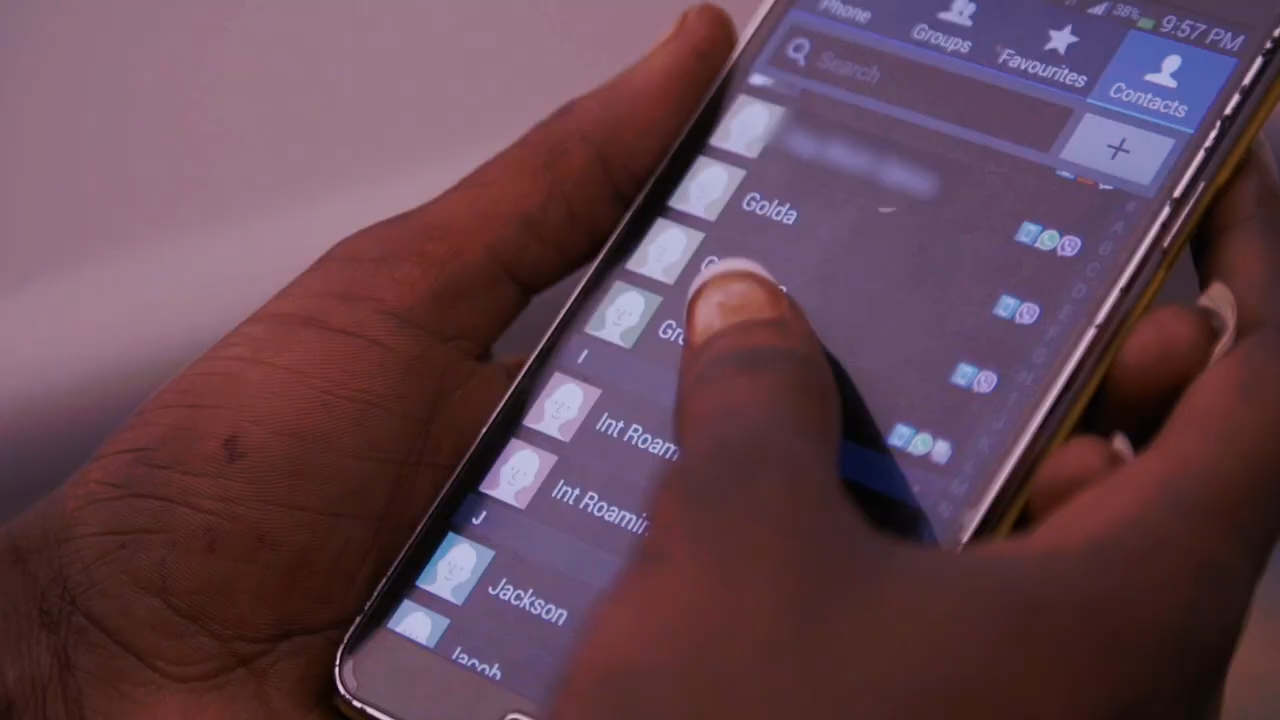 38% 9:57 PM
Phone Groups Favourites Contacts
Search
+
Golda
I
Int Roam
Int Roamin
J
Jackson
Jacob